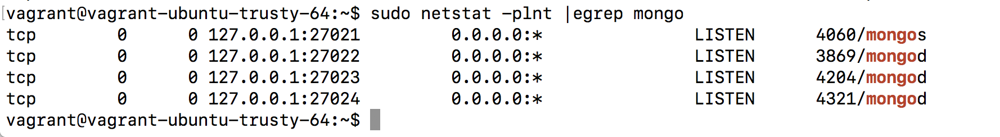 vagrant@vagrant-ubuntu-trusty-64:~$ sudo netstat -plnt |egrep mongo
tcp        0      0 127.0.0.1:27021         0.0.0.0:*               LISTEN      4060/mongos
tcp        0      0 127.0.0.1:27022         0.0.0.0:*               LISTEN      3869/mongod
tcp        0      0 127.0.0.1:27023         0.0.0.0:*               LISTEN      4204/mongod
tcp        0      0 127.0.0.1:27024         0.0.0.0:*               LISTEN      4321/mongod
vagrant@vagrant-ubuntu-trusty-64:~$